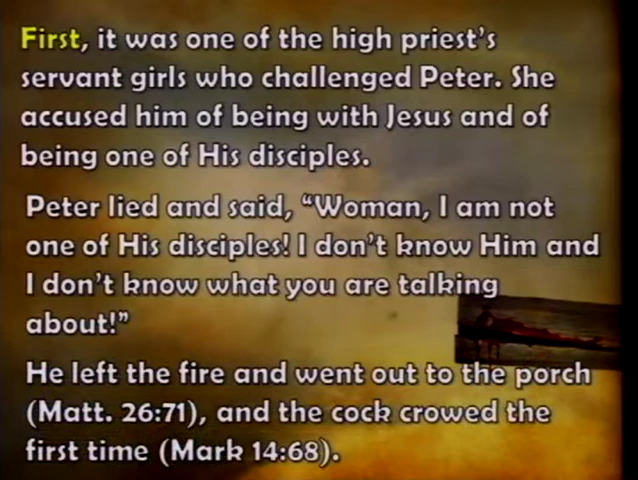 First, it was one of the high priest's
servant girls who challenged Peter. She
accused him of being with Jesus and of
being one of His disciples.
Peter lied and said, “Woman, I am not
one of His disciples! I don't know Him and
I don't know what you are talking
about!”
He left the fire and went out to the porch
(Matt. 26:71), and the cock crowed the
first time (Mark 14:68).